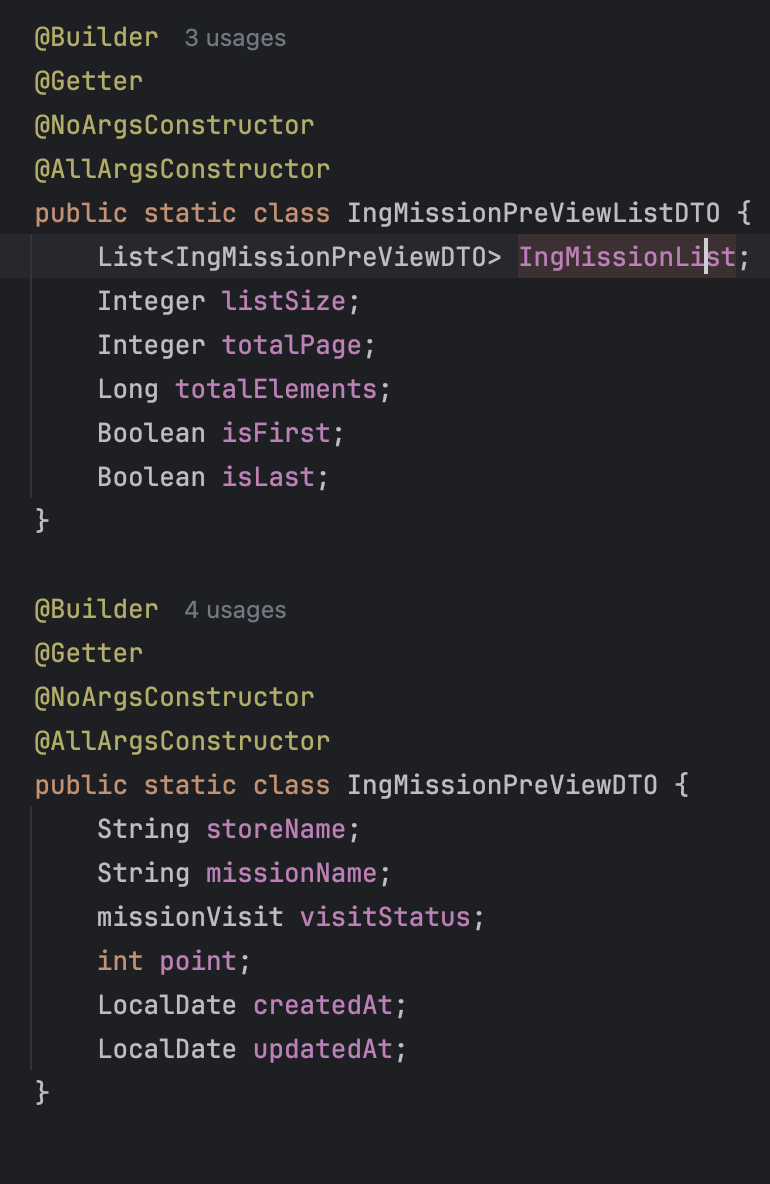 @Builder 3 usages
@Getter
@NoArgsConstructor
@AllArgsConstructor
public static class IngMissionPreViewListDTO {
List<IngMissionPreViewDTO> IngMissionList;
Integer listSize;
Integer totalPage;
Long totalElements;
Boolean isFirst;
Boolean isLast;
}
@Builder 4 usages
@Getter
@NoArgsConstructor
@AllArgsConstructor
public static class IngMissionPreViewDTO {
String storeName;
String missionName;
missionVisit visitStatus;
int point;
LocalDate createdAt;
LocalDate updatedAt;
}